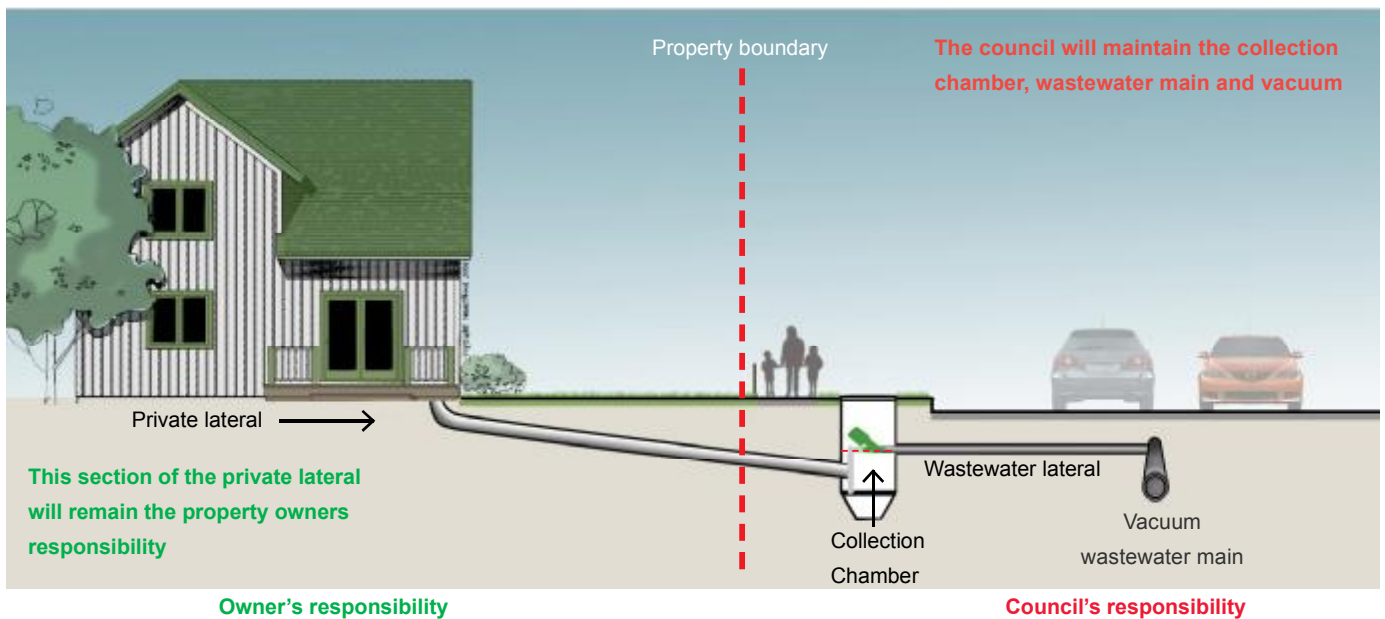 Property boundary
The council will maintain the collection
chamber, wastewater main and vacuum
Private lateral
This section of the private lateral
will remain the property owners
responsibility
Wastewater lateral
Collection
Chamber
Vacuum
wastewater main
Owner's responsibility
Council's responsibility